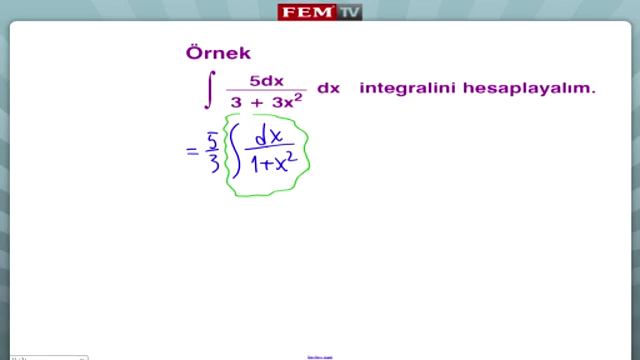 FEM TV
Örnek
∫ 5dx / (3 + 3x²) dx integralini hesaplayalım.
= 5/3 ∫ dx / (1+x²)